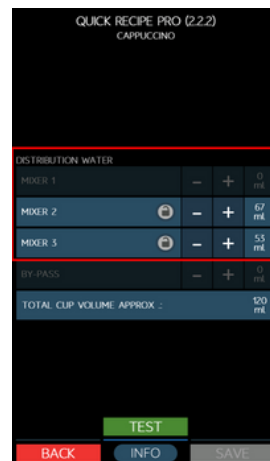 QUICK RECIPE PRO (2.2.2)
CAPPUCCINO
DISTRIBUTION WATER
MIXER 1 - + 0 ml
MIXER 2 - + 67 ml
MIXER 3 - + 53 ml
BY-PASS - + 0 ml
TOTAL CUP VOLUME APPROX .: 120 ml
TEST
BACK INFO SAVE